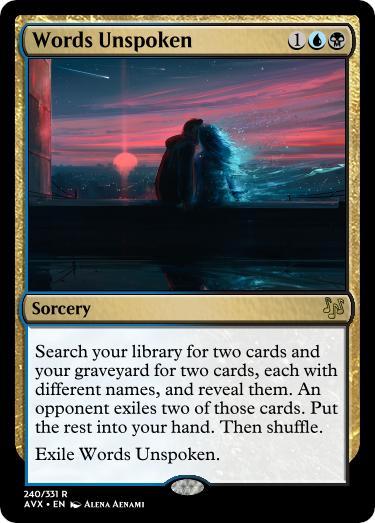 Words Unspoken 1
Sorcery
Search your library for two cards and
your graveyard for two cards, each with
different names, and reveal them. An
opponent exiles two of those cards. Put
the rest into your hand. Then shuffle.
Exile Words Unspoken.
240/331 R
AVX • EN Alena Aenami